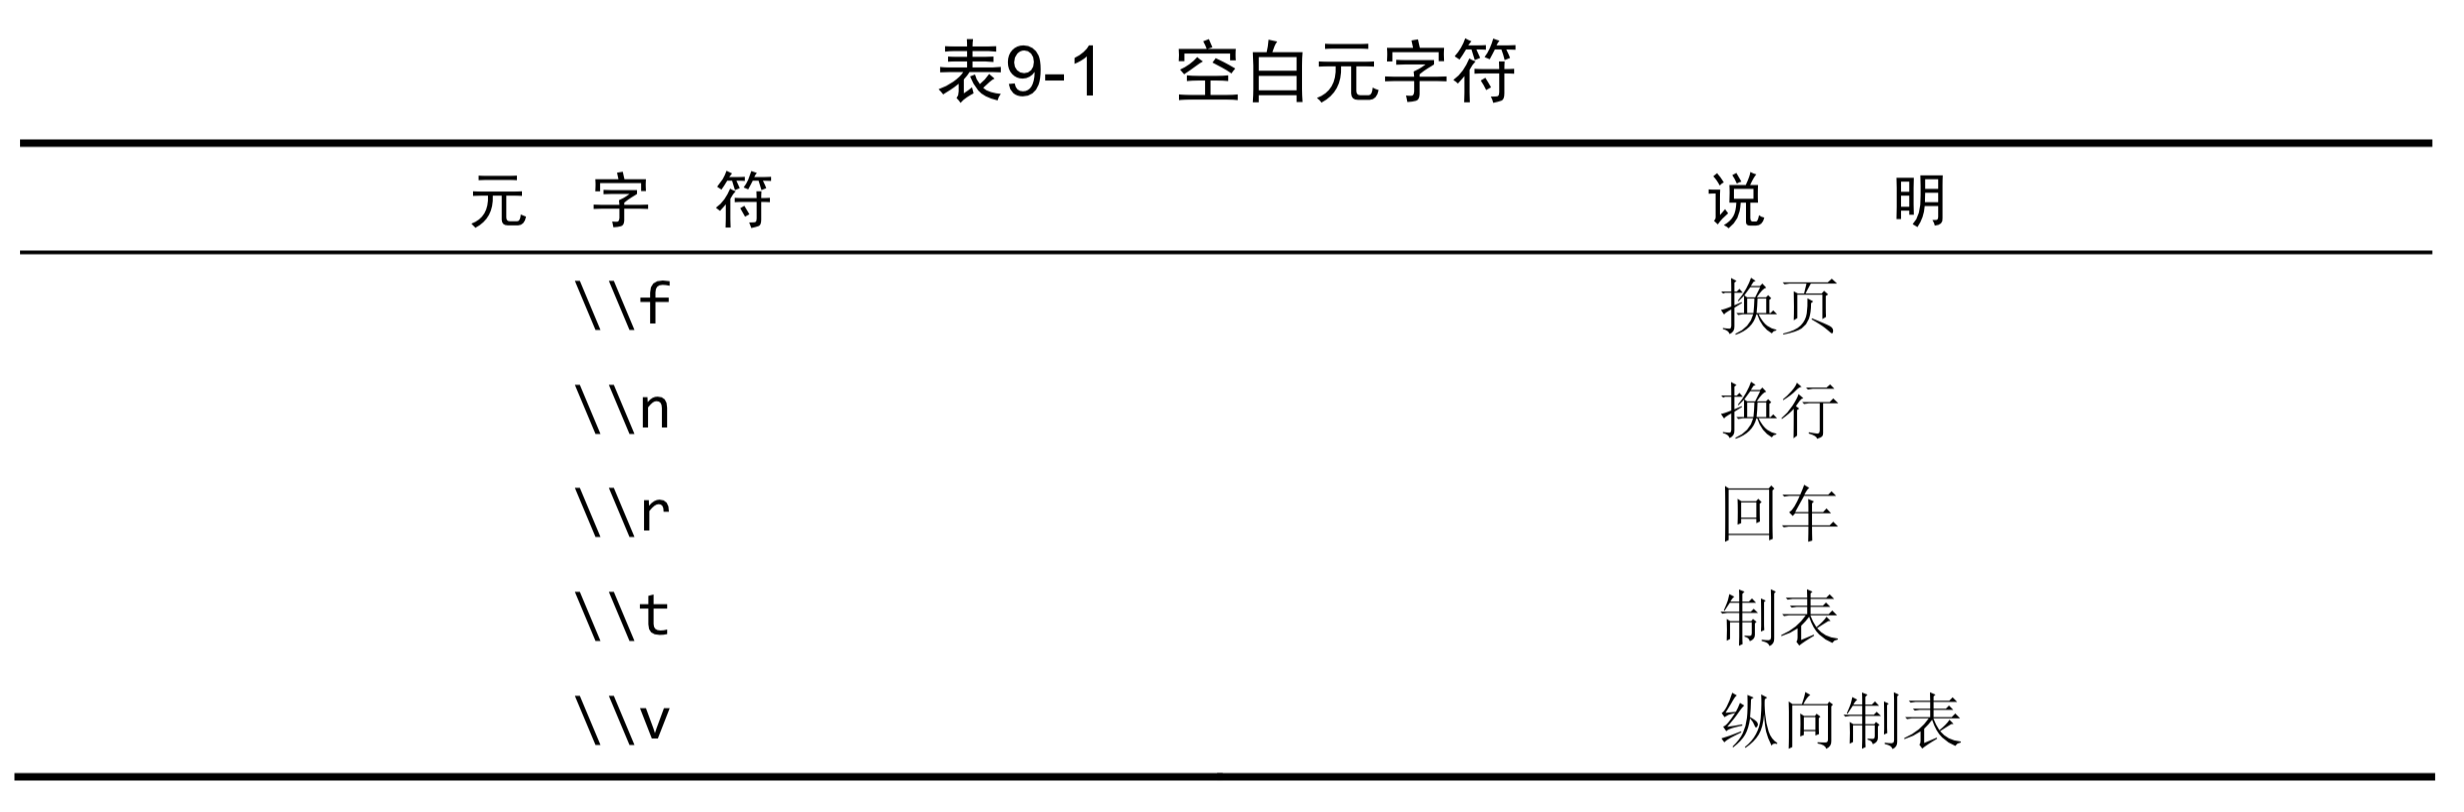 表9-1 空白元字符
元 字 符 说 明
\\f 换页
\\n 换行
\\r 回车
\\t 制表
\\v 纵向制表